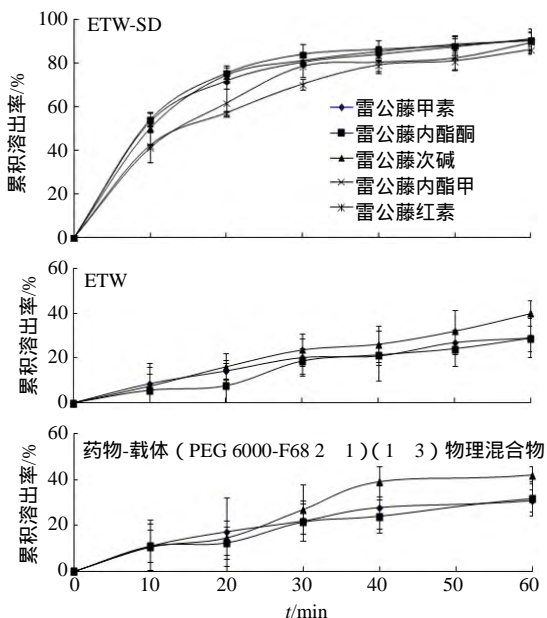 ETW-SD
100
80
60
40
20
0
累积溶出率/%
雷公藤甲素
雷公藤内酯酮
雷公藤次碱
雷公藤内酯甲
雷公藤红素
ETW
60
40
20
0
累积溶出率/%
药物-载体（PEG 6000-F68 2 1）(1 3) 物理混合物
60
40
20
0
累积溶出率/%
0 10 20 30 40 50 60
t/min